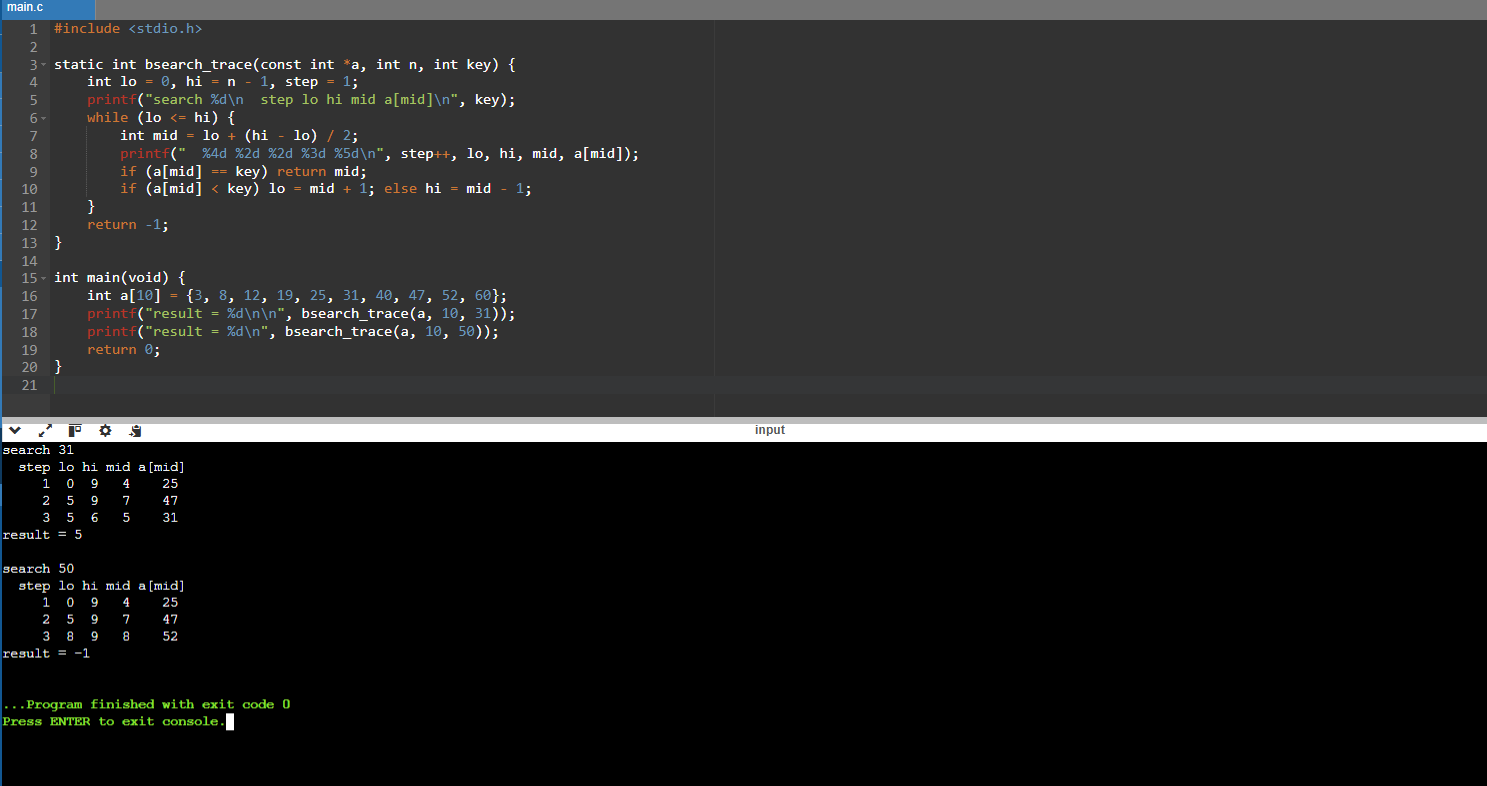 main.c
1 #include <stdio.h>
2
3 static int bsearch_trace(const int *a, int n, int key) {
4     int lo = 0, hi = n - 1, step = 1;
5     printf("search %d\n  step lo hi mid a[mid]\n", key);
6     while (lo <= hi) {
7         int mid = lo + (hi - lo) / 2;
8         printf("  %4d %2d %2d %3d %5d\n", step++, lo, hi, mid, a[mid]);
9         if (a[mid] == key) return mid;
10         if (a[mid] < key) lo = mid + 1; else hi = mid - 1;
11     }
12     return -1;
13 }
14
15 int main(void) {
16     int a[10] = {3, 8, 12, 19, 25, 31, 40, 47, 52, 60};
17     printf("result = %d\n\n", bsearch_trace(a, 10, 31));
18     printf("result = %d\n", bsearch_trace(a, 10, 50));
19     return 0;
20 }
21
input
search 31
  step lo hi mid a[mid]
     1  0  9   4    25
     2  5  9   7    47
     3  5  6   5    31
result = 5

search 50
  step lo hi mid a[mid]
     1  0  9   4    25
     2  5  9   7    47
     3  8  9   8    52
result = -1

...Program finished with exit code 0
Press ENTER to exit console.